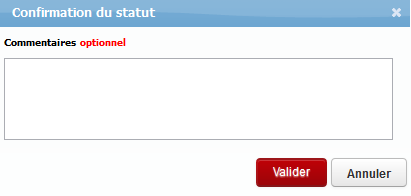 Confirmation du statut
Commentaires optionnel
Valider
Annuler